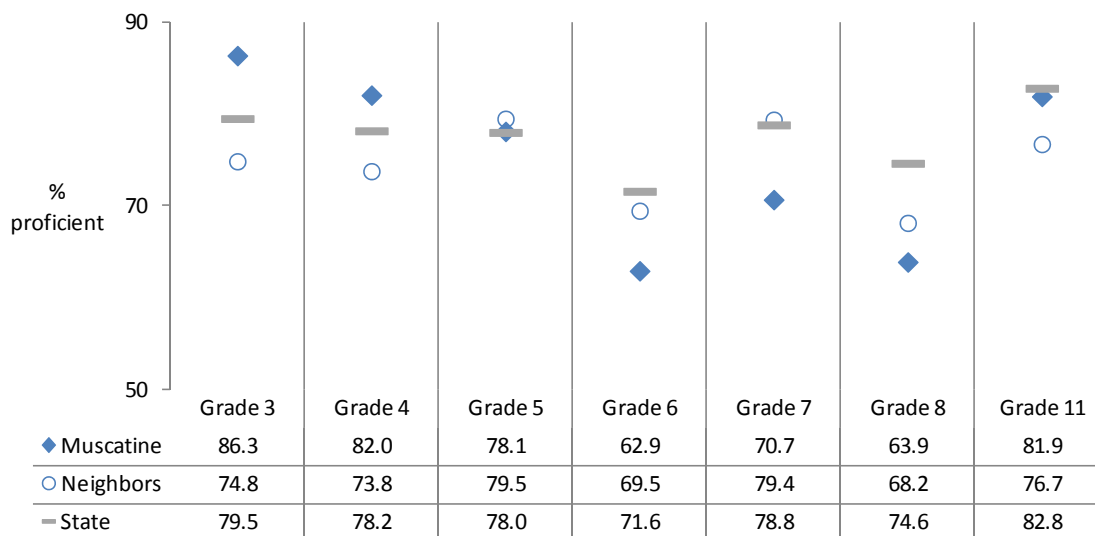 90
70
50
%
proficient
Grade 3 Grade 4 Grade 5 Grade 6 Grade 7 Grade 8 Grade 11
Muscatine 86.3 82.0 78.1 62.9 70.7 63.9 81.9
Neighbors 74.8 73.8 79.5 69.5 79.4 68.2 76.7
State 79.5 78.2 78.0 71.6 78.8 74.6 82.8